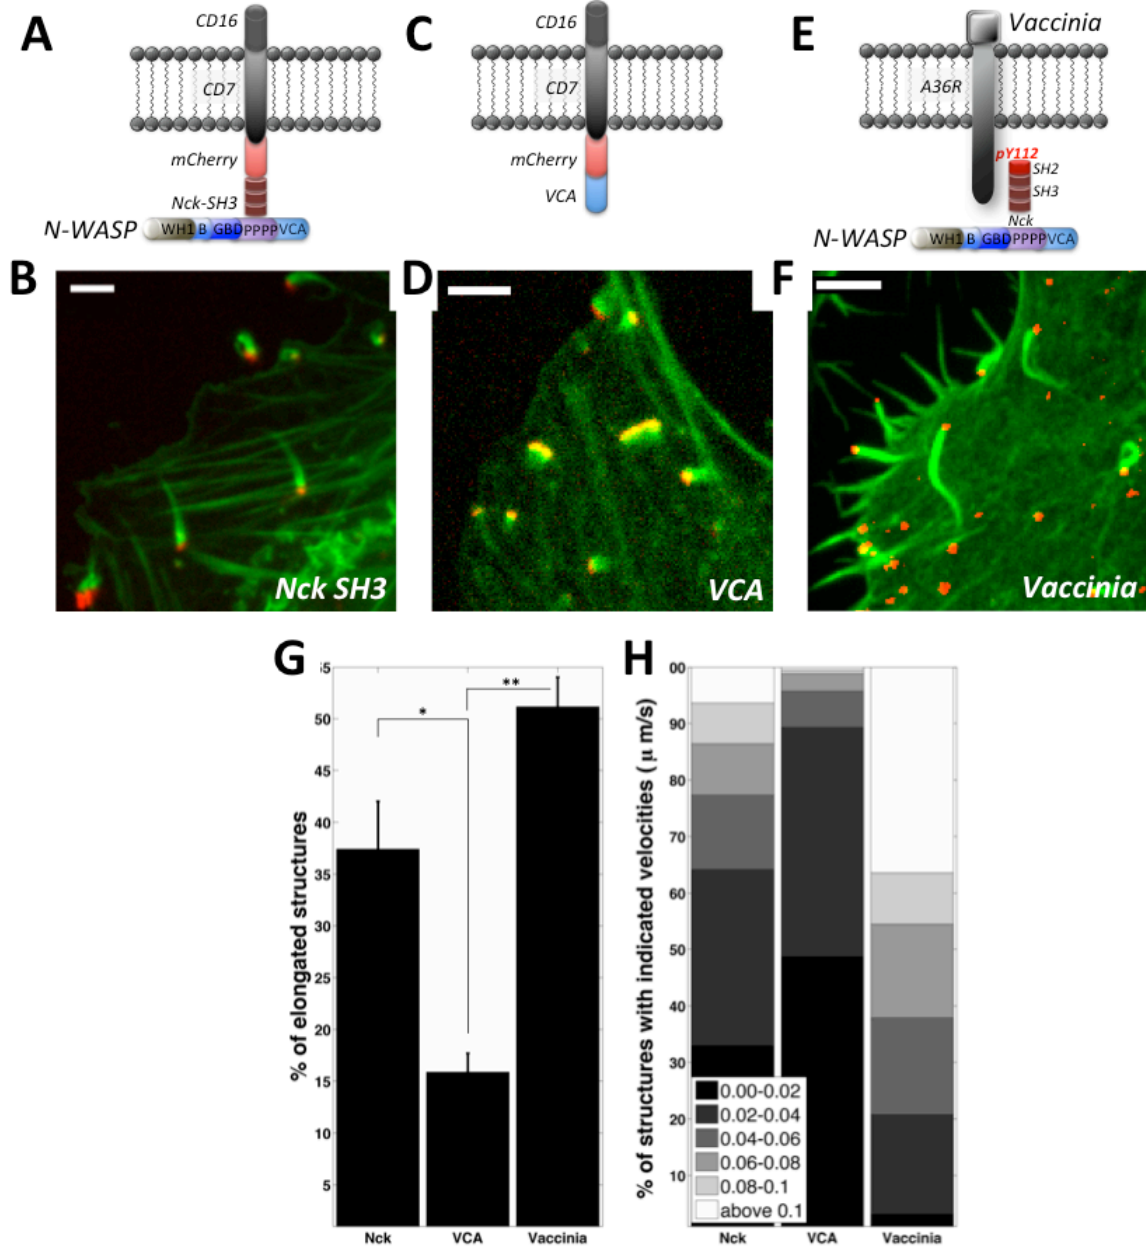 A
CD16
CD7
mCherry
Nck-SH3
N-WASP
WH1 B GBD PPPP VCA
C
CD16
CD7
mCherry
VCA
E
Vaccinia
A36R
pY112
SH2
SH3
Nck
N-WASP
WH1 B GBD PPPP VCA
B
Nck SH3
D
VCA
F
Vaccinia
G
% of elongated structures
50
45
40
35
30
25
20
15
10
5
*
**
Nck
VCA
Vaccinia
H
% of structures with indicated velocities ( μ m/s)
00
90
80
70
60
50
40
30
20
10
0.00-0.02
0.02-0.04
0.04-0.06
0.06-0.08
0.08-0.1
above 0.1
Nck
VCA
Vaccinia